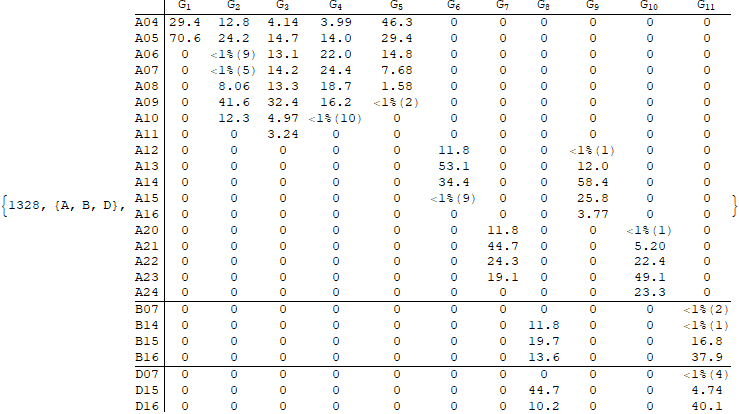 G1 G2 G3 G4 G5 G6 G7 G8 G9 G10 G11
A04 29.4 12.8 4.14 3.99 46.3 0 0 0 0 0 0
A05 70.6 24.2 14.7 14.0 29.4 0 0 0 0 0 0
A06 0 <1%(9) 13.1 22.0 14.8 0 0 0 0 0 0
A07 0 <1%(5) 14.2 24.4 7.68 0 0 0 0 0 0
A08 0 8.06 13.3 18.7 1.58 0 0 0 0 0 0
A09 0 41.6 32.4 16.2 <1%(2) 0 0 0 0 0 0
A10 0 12.3 4.97 <1%(10) 0 0 0 0 0 0 0
A11 0 0 3.24 0 0 0 0 0 0 0 0
A12 0 0 0 0 0 11.8 0 0 <1%(1) 0 0
A13 0 0 0 0 0 53.1 0 0 12.0 0 0
A14 0 0 0 0 0 34.4 0 0 58.4 0 0
{1328, {A, B, D}, A15 0 0 0 0 0 <1%(9) 0 0 25.8 0 0 }
A16 0 0 0 0 0 0 0 0 3.77 0 0
A20 0 0 0 0 0 0 11.8 0 0 <1%(1) 0
A21 0 0 0 0 0 0 44.7 0 0 5.20 0
A22 0 0 0 0 0 0 24.3 0 0 22.4 0
A23 0 0 0 0 0 0 19.1 0 0 49.1 0
A24 0 0 0 0 0 0 0 0 0 23.3 0
B07 0 0 0 0 0 0 0 0 0 0 <1%(2)
B14 0 0 0 0 0 0 0 11.8 0 0 <1%(1)
B15 0 0 0 0 0 0 0 19.7 0 0 16.8
B16 0 0 0 0 0 0 0 13.6 0 0 37.9
D07 0 0 0 0 0 0 0 0 0 0 <1%(4)
D15 0 0 0 0 0 0 0 44.7 0 0 4.74
D16 0 0 0 0 0 0 0 10.2 0 0 40.1